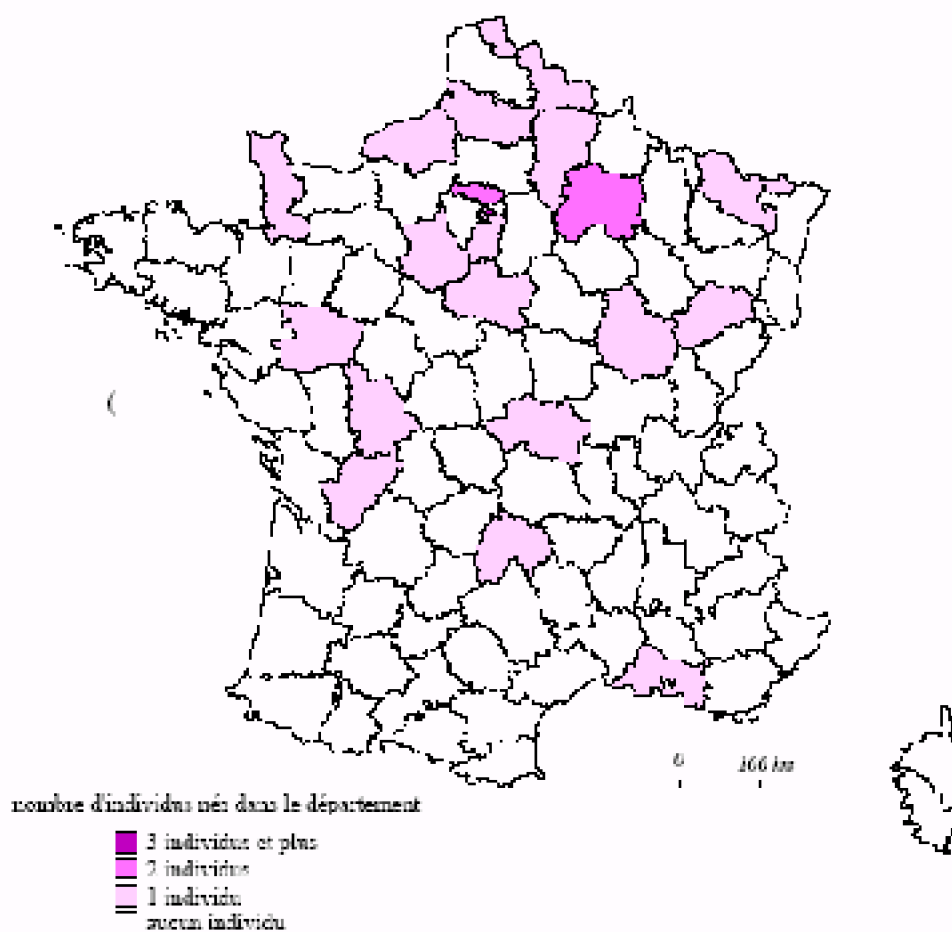 0 100 km
nombre d'individus nés dans le département
3 individus et plus
2 individus
1 individu
aucun individu